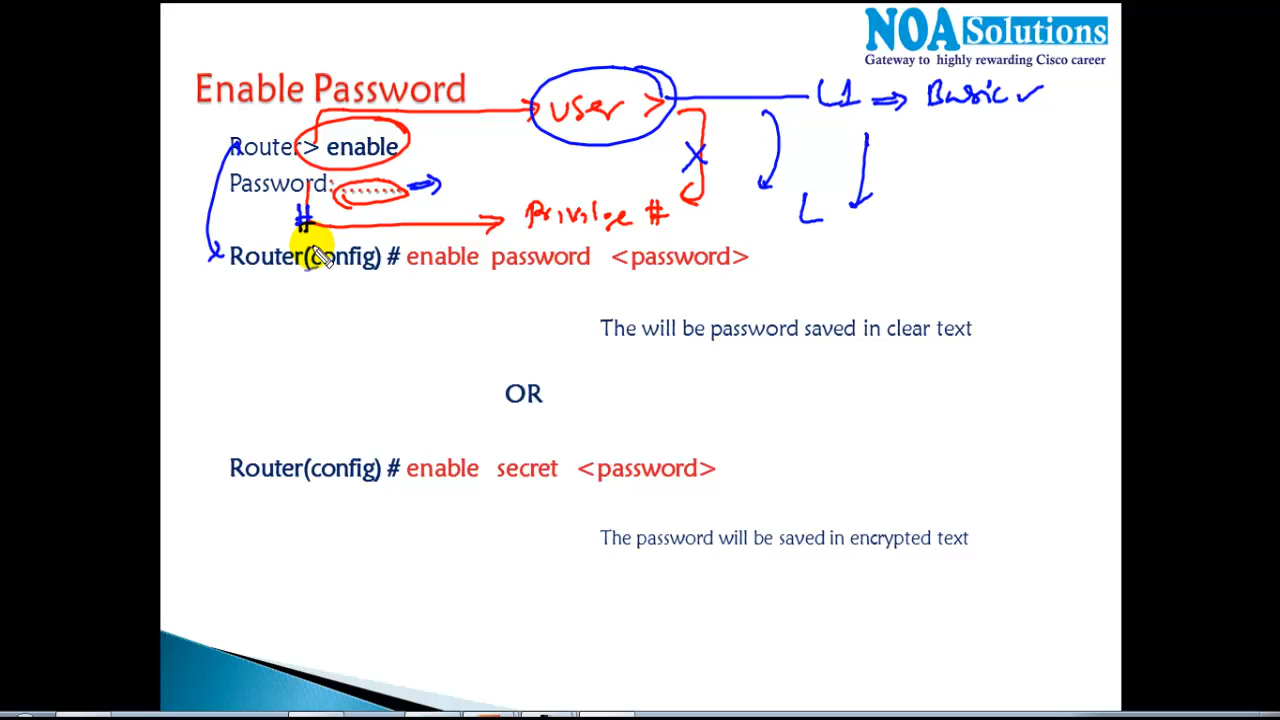 NOA Solutions
Gateway to highly rewarding Cisco career
Enable Password
user > L1 => Basic
Router> enable
Password:
# Privilge #
L
Router(config) # enable password <password>
The will be password saved in clear text
OR
Router(config) # enable secret <password>
The password will be saved in encrypted text